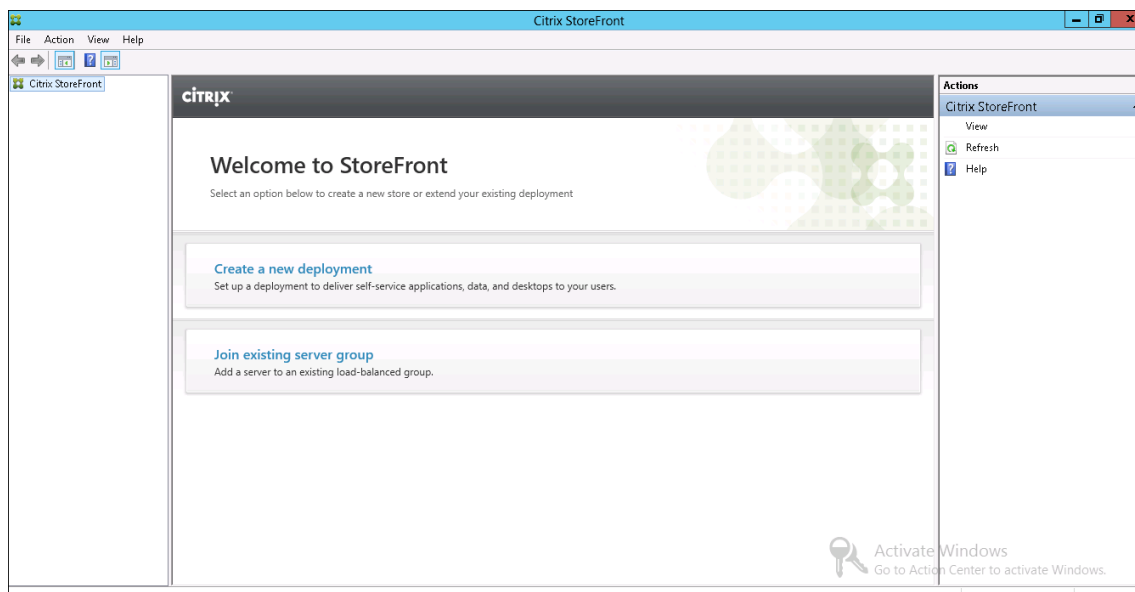 Citrix StoreFront
File Action View Help
Citrix StoreFront
CITRIX
Welcome to StoreFront
Select an option below to create a new store or extend your existing deployment
Create a new deployment
Set up a deployment to deliver self-service applications, data, and desktops to your users.
Join existing server group
Add a server to an existing load-balanced group.
Actions
Citrix StoreFront
View
Refresh
Help
Activate Windows
Go to Action Center to activate Windows.